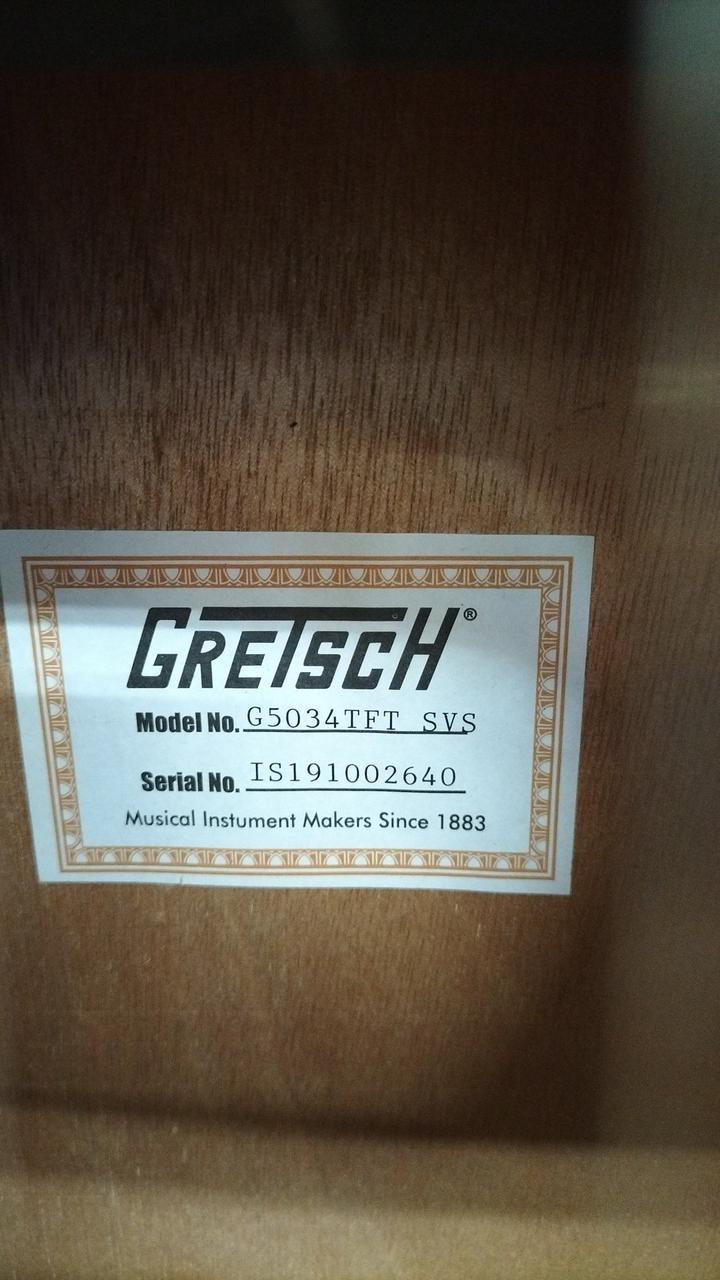 GRETSCH®
Model No. G5034TFT SVS
Serial No. IS191002640
Musical Instument Makers Since 1883